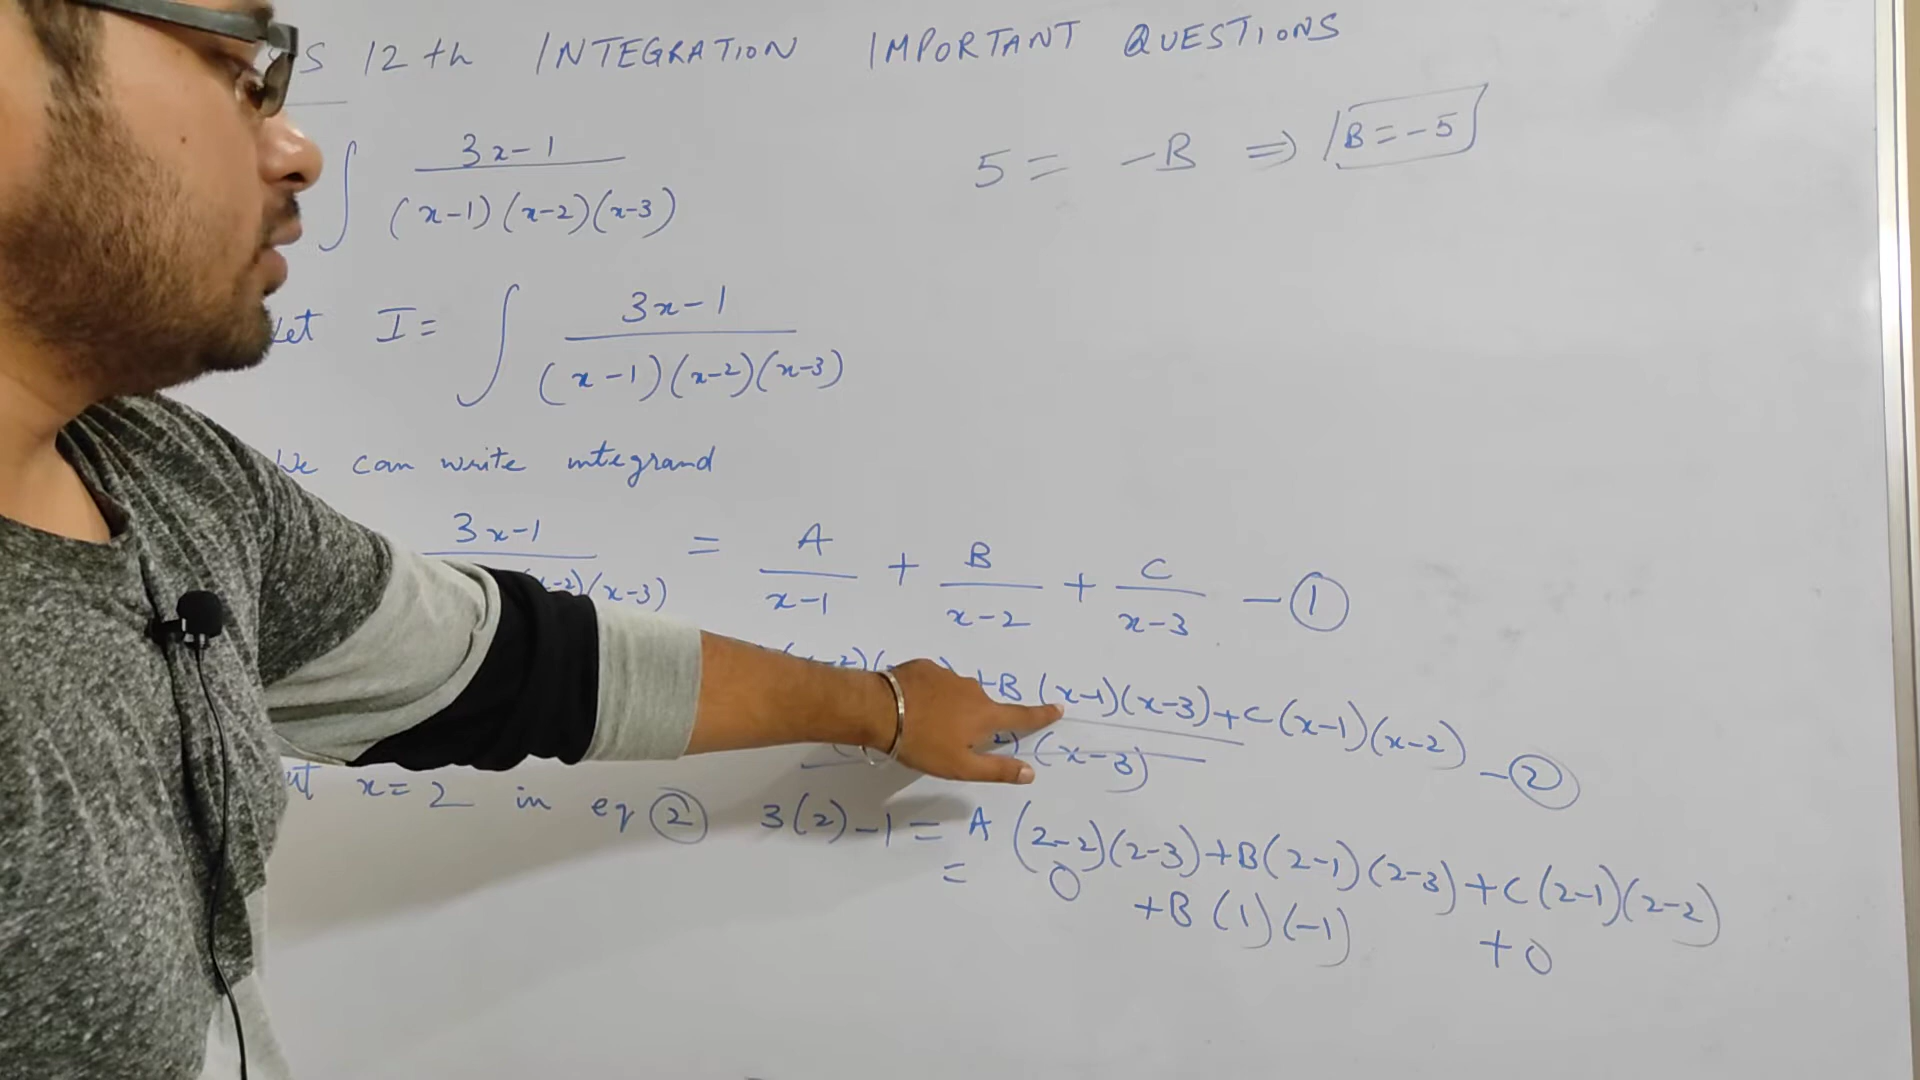 12th INTEGRATION IMPORTANT QUESTIONS
∫ 3x-1
(x-1)(x-2)(x-3)
5 = -B ⇒ B = -5
Let I = ∫ 3x-1
(x-1)(x-2)(x-3)
We can write integrand
3x-1 = A + B + C - ①
(x-3) x-1 x-2 x-3
+B(x-1)(x-3)+C(x-1)(x-2) - ②
(x-3)
x=2 in eq ② 3(2)-1 = A(2-2)(2-3)+B(2-1)(2-3)+C(2-1)(2-2)
= 0 +B(1)(-1) +0